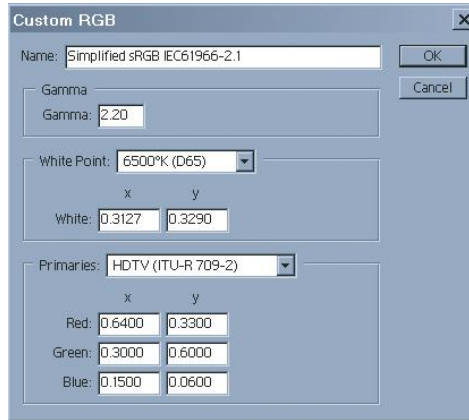 Custom RGB
Name: Simplified sRGB IEC61966-2.1
OK
Cancel
Gamma
Gamma: 2.20
White Point: 6500°K (D65)
x y
White: 0.3127 0.3290
Primaries: HDTV (ITU-R 709-2)
x y
Red: 0.6400 0.3300
Green: 0.3000 0.6000
Blue: 0.1500 0.0600